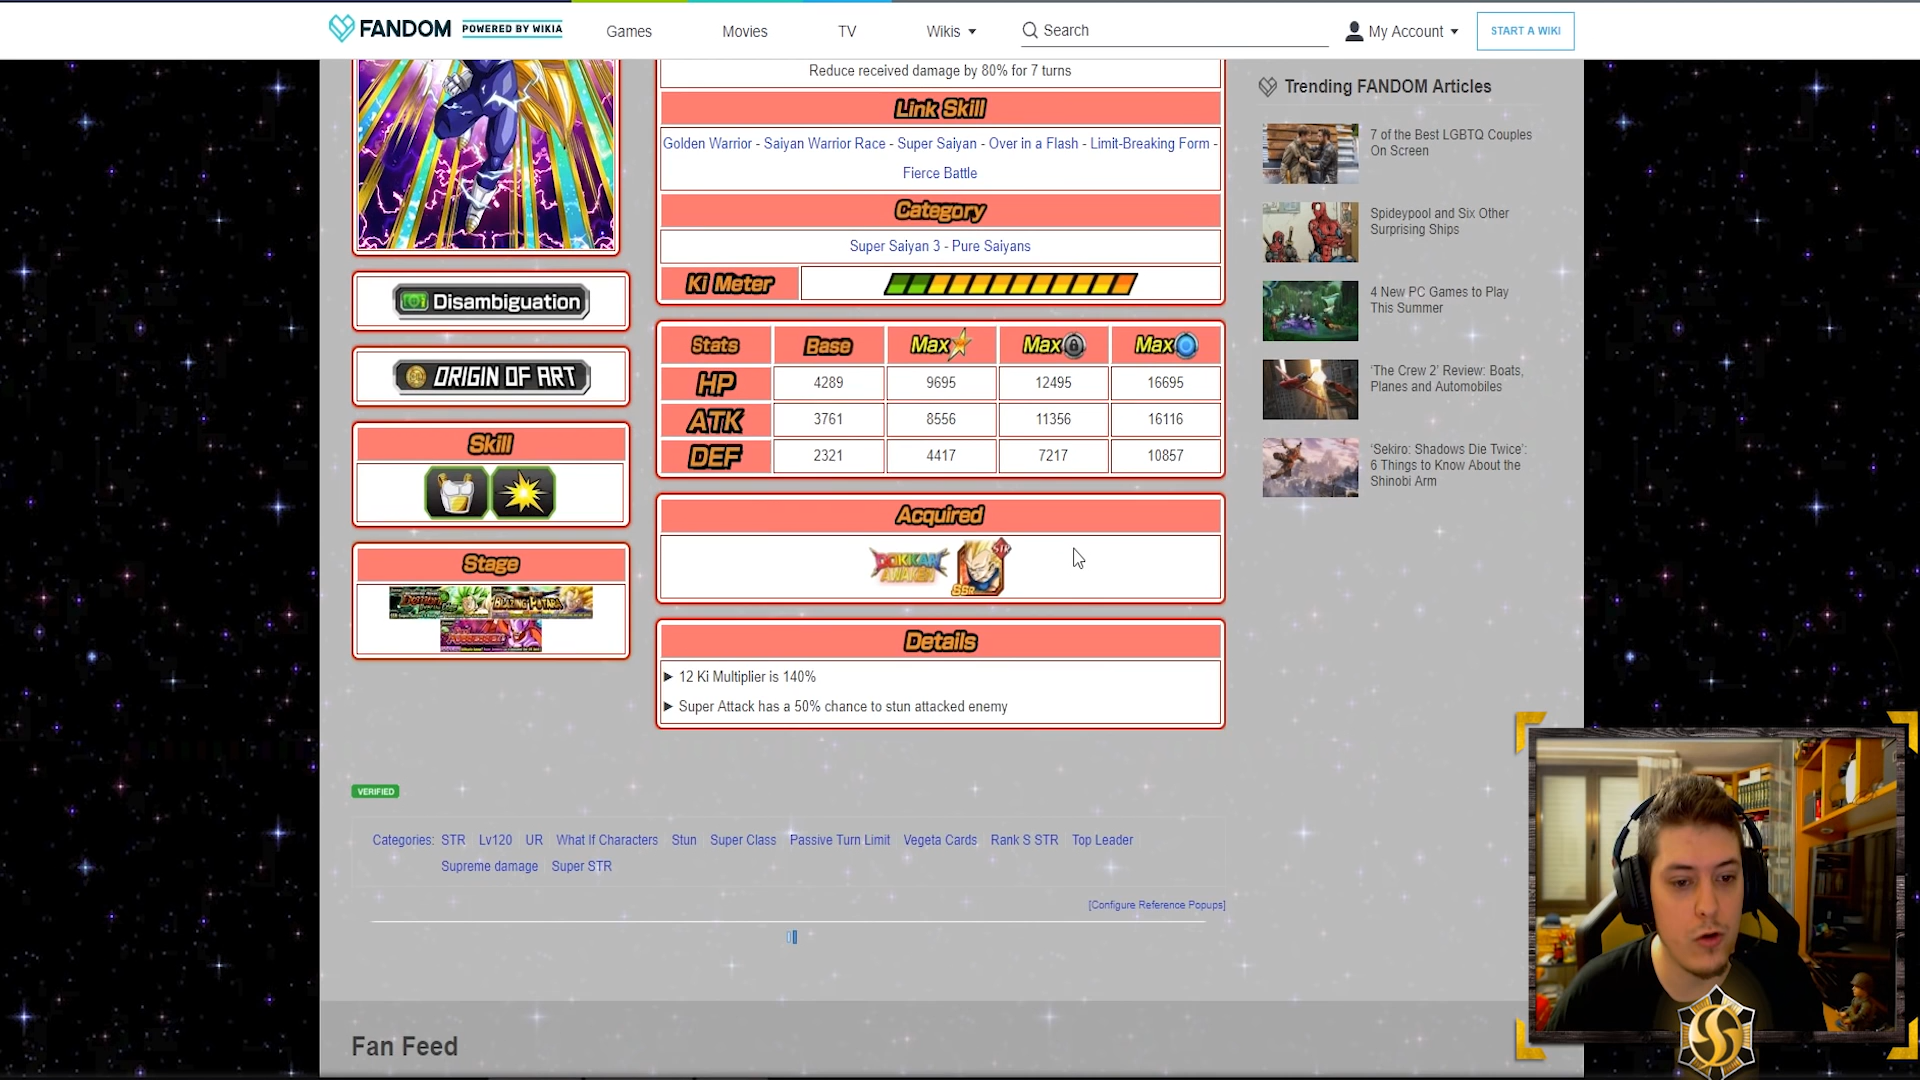 FANDOM POWERED BY WIKIA Games Movies TV Wikis Search My Account START A WIKI
Reduce received damage by 80% for 7 turns
Link Skill
Golden Warrior - Saiyan Warrior Race - Super Saiyan - Over in a Flash - Limit-Breaking Form -
Fierce Battle
Category
Super Saiyan 3 - Pure Saiyans
Ki Meter
Disambiguation
ORIGIN OF ART
Skill
Stage
BLAZING POTARA
POSSESSED
Stats Base Max Max Max
HP 4289 9695 12495 16695
ATK 3761 8556 11356 16116
DEF 2321 4417 7217 10857
Acquired
DOKKAN AWAKEN STR SSR
Details
► 12 Ki Multiplier is 140%
► Super Attack has a 50% chance to stun attacked enemy
Trending FANDOM Articles
7 of the Best LGBTQ Couples
On Screen
Spideypool and Six Other
Surprising Ships
4 New PC Games to Play
This Summer
'The Crew 2' Review: Boats,
Planes and Automobiles
'Sekiro: Shadows Die Twice':
6 Things to Know About the
Shinobi Arm
VERIFIED
Categories: STR Lv120 UR What If Characters Stun Super Class Passive Turn Limit Vegeta Cards Rank S STR Top Leader
Supreme damage Super STR
[Configure Reference Popups]
Fan Feed